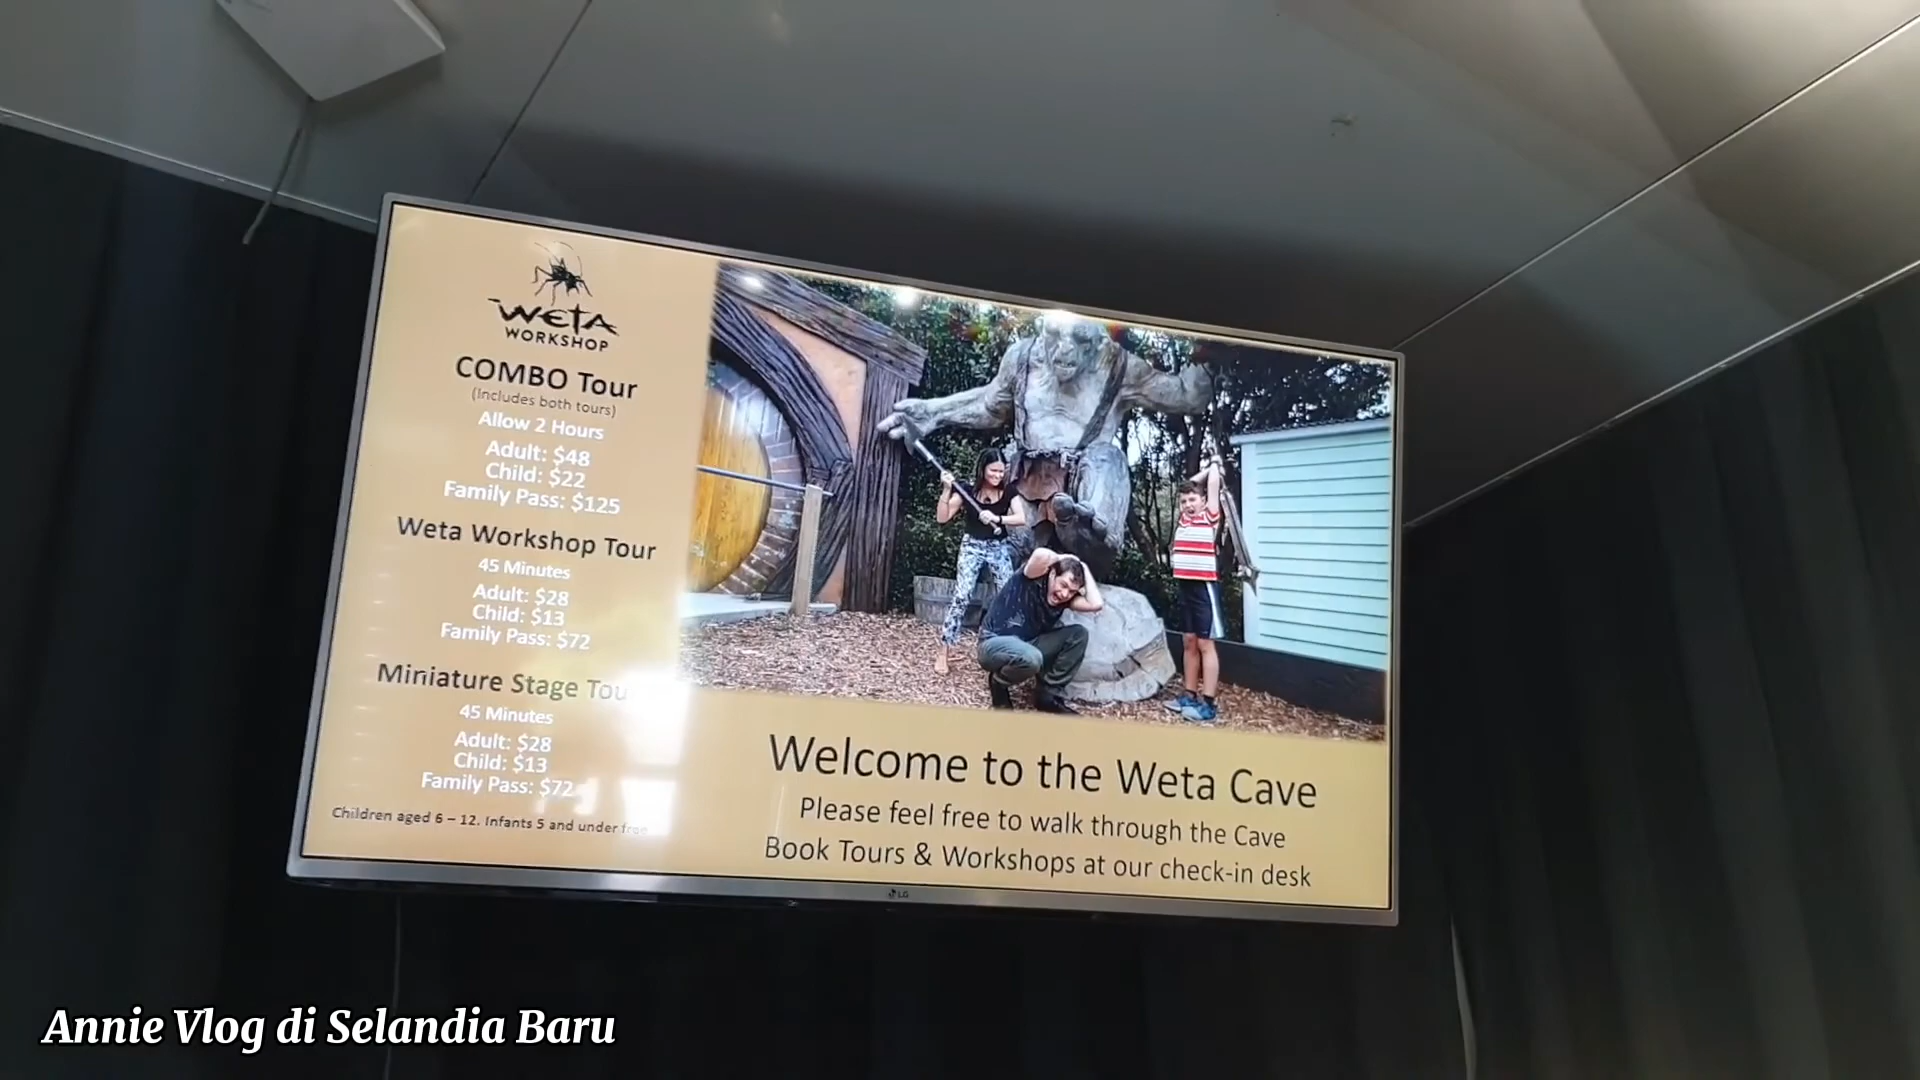 WETA
WORKSHOP
COMBO Tour
(Includes both tours)
Allow 2 Hours
Adult: $48
Child: $22
Family Pass: $125
Weta Workshop Tour
45 Minutes
Adult: $28
Child: $13
Family Pass: $72
Miniature Stage Tou
45 Minutes
Adult: $28
Child: $13
Family Pass: $72
Children aged 6 – 12. Infants 5 and under free
Welcome to the Weta Cave
Please feel free to walk through the Cave
Book Tours & Workshops at our check-in desk
LG
Annie Vlog di Selandia Baru